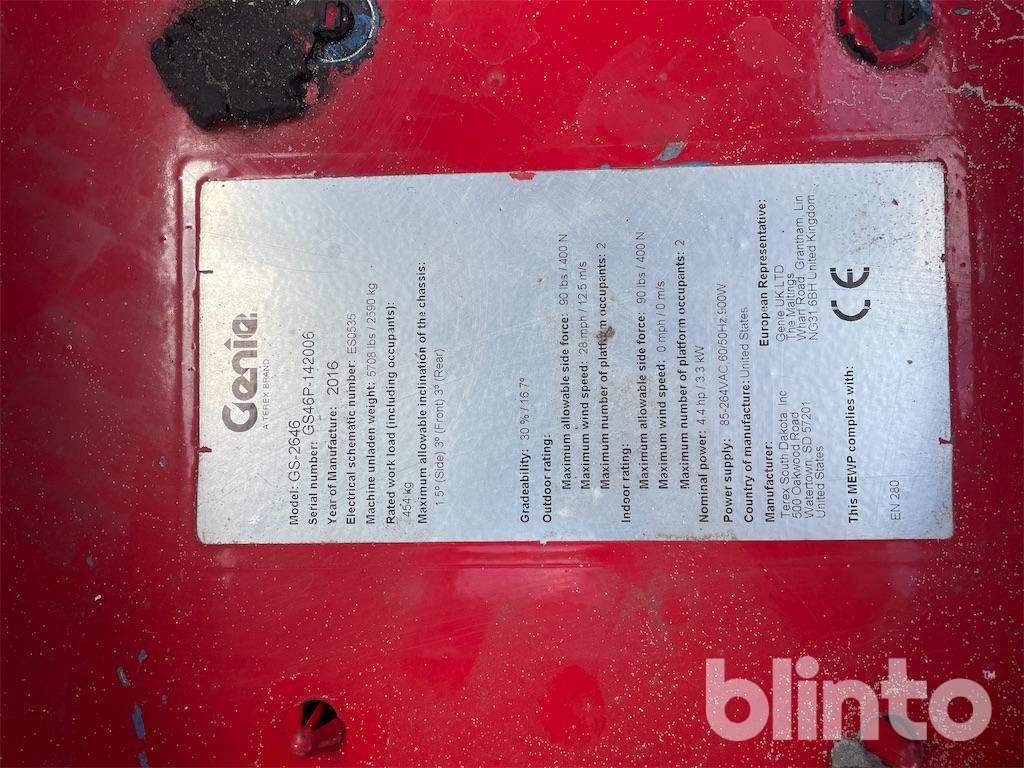 Genie
A TEREX BRAND
Model: GS-2646
Serial number: GS46P-142006
Year of Manufacture: 2016
Electrical schematic number: ES0535
Machine unladen weight: 5708 lbs / 2590 kg
Rated work load (including occupants):
454 kg
Maximum allowable inclination of the chassis:
1.5° (Side) 3° (Front) 3° (Rear)
Gradeability: 30 % / 16.7°
Outdoor rating:
Maximum allowable side force: 90 lbs / 400 N
Maximum wind speed: 28 mph / 12.5 m/s
Maximum number of platform occupants: 2
Indoor rating:
Maximum allowable side force: 90 lbs / 400 N
Maximum wind speed: 0 mph / 0 m/s
Maximum number of platform occupants: 2
Nominal power: 4.4 hp / 3.3 kW
Power supply: 85-264VAC,60/50Hz,900W
Country of manufacture: United States
Manufacturer:
Terex South Dakota, Inc
500 Oakwood Road
Watertown, SD 57201
United States
European Representative:
Genie UK LTD
The Maltings
Wharf Road, Grantham, Lin
NG31 6BH United Kingdom
This MEWP complies with:
CE
EN 280
blinto™